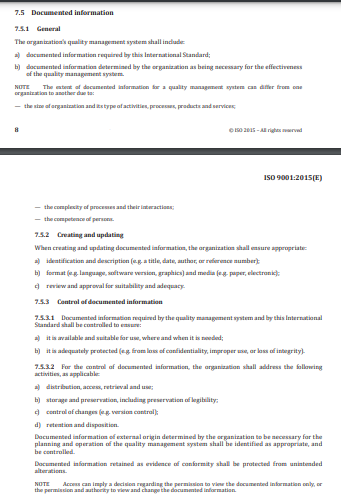 7.5 Documented information
7.5.1 General
The organization's quality management system shall include:
a) documented information required by this International Standard;
b) documented information determined by the organization as being necessary for the effectiveness
of the quality management system.
NOTE The extent of documented information for a quality management system can differ from one
organization to another due to:
— the size of organization and its type of activities, processes, products and services;
8 © ISO 2015 – All rights reserved
ISO 9001:2015(E)
— the complexity of processes and their interactions;
— the competence of persons.
7.5.2 Creating and updating
When creating and updating documented information, the organization shall ensure appropriate:
a) identification and description (e.g. a title, date, author, or reference number);
b) format (e.g. language, software version, graphics) and media (e.g. paper, electronic);
c) review and approval for suitability and adequacy.
7.5.3 Control of documented information
7.5.3.1 Documented information required by the quality management system and by this International
Standard shall be controlled to ensure:
a) it is available and suitable for use, where and when it is needed;
b) it is adequately protected (e.g. from loss of confidentiality, improper use, or loss of integrity).
7.5.3.2 For the control of documented information, the organization shall address the following
activities, as applicable:
a) distribution, access, retrieval and use;
b) storage and preservation, including preservation of legibility;
c) control of changes (e.g. version control);
d) retention and disposition.
Documented information of external origin determined by the organization to be necessary for the
planning and operation of the quality management system shall be identified as appropriate, and
be controlled.
Documented information retained as evidence of conformity shall be protected from unintended
alterations.
NOTE Access can imply a decision regarding the permission to view the documented information only, or
the permission and authority to view and change the documented information.